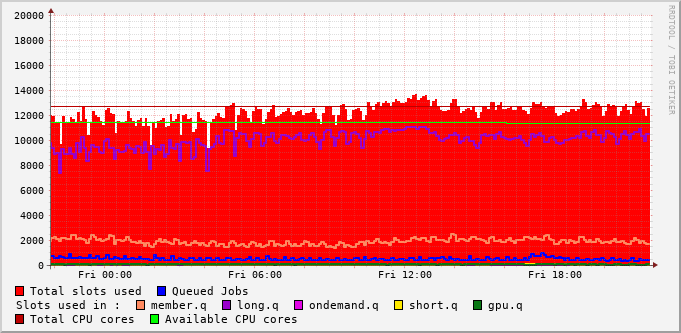 20000
18000
16000
14000
12000
10000
8000
6000
4000
2000
0
Fri 00:00 Fri 06:00 Fri 12:00 Fri 18:00
RRDTOOL / TOBI OETIKER
Total slots used Queued Jobs
Slots used in : member.q long.q ondemand.q short.q gpu.q
Total CPU cores Available CPU cores